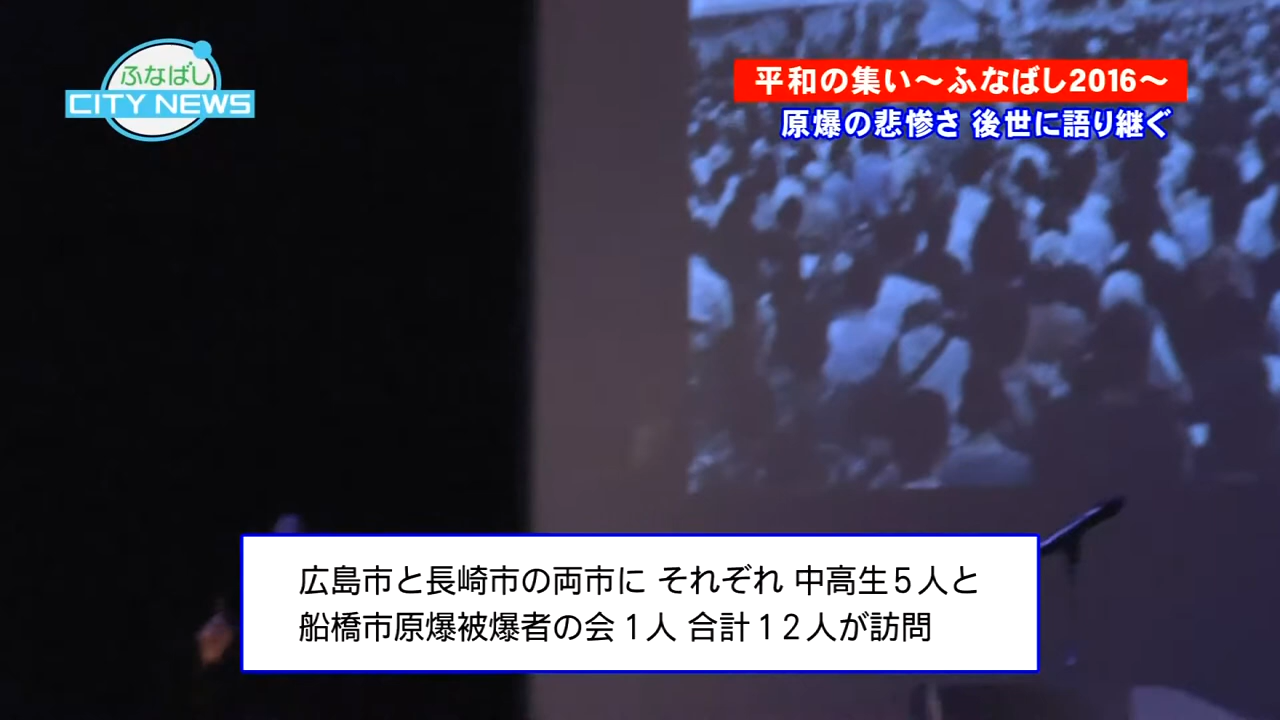 ふなばし
CITY NEWS
平和の集い～ふなばし2016～
原爆の悲惨さ 後世に語り継ぐ
広島市と長崎市の両市に それぞれ 中高生５人と
船橋市原爆被爆者の会 1人 合計１２人が訪問